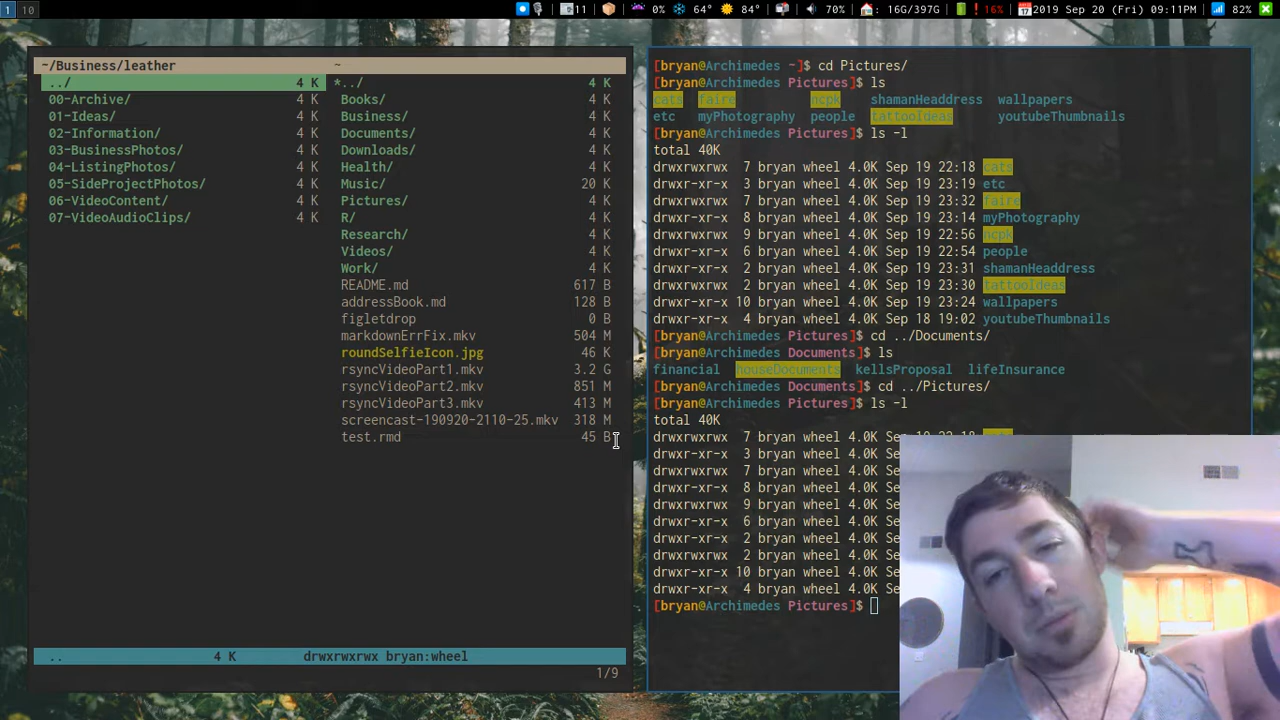 1 10 11 0% 64° 84° 70% : 16G/397G ! 16% 2019 Sep 20 (Fri) 09:11PM 82%
~/Business/leather ~
../ 4 K *../ 4 K
00-Archive/ 4 K Books/ 4 K
01-Ideas/ 4 K Business/ 4 K
02-Information/ 4 K Documents/ 4 K
03-BusinessPhotos/ 4 K Downloads/ 4 K
04-ListingPhotos/ 4 K Health/ 4 K
05-SideProjectPhotos/ 4 K Music/ 20 K
06-VideoContent/ 4 K Pictures/ 4 K
07-VideoAudioClips/ 4 K R/ 4 K
Research/ 4 K
Videos/ 4 K
Work/ 4 K
README.md 617 B
addressBook.md 128 B
figletdrop 0 B
markdownErrFix.mkv 504 M
roundSelfieIcon.jpg 46 K
rsyncVideoPart1.mkv 3.2 G
rsyncVideoPart2.mkv 851 M
rsyncVideoPart3.mkv 413 M
screencast-190920-2110-25.mkv 318 M
test.rmd 45 B
.. 4 K drwxrwxrwx bryan:wheel
1/9
[bryan@Archimedes ~]$ cd Pictures/
[bryan@Archimedes Pictures]$ ls
cats faire ncpk shamanHeaddress wallpapers
etc myPhotography people tattooIdeas youtubeThumbnails
[bryan@Archimedes Pictures]$ ls -l
total 40K
drwxrwxrwx 7 bryan wheel 4.0K Sep 19 22:18 cats
drwxr-xr-x 3 bryan wheel 4.0K Sep 19 23:19 etc
drwxrwxrwx 7 bryan wheel 4.0K Sep 19 23:32 faire
drwxr-xr-x 8 bryan wheel 4.0K Sep 19 23:14 myPhotography
drwxrwxrwx 9 bryan wheel 4.0K Sep 19 22:56 ncpk
drwxr-xr-x 6 bryan wheel 4.0K Sep 19 22:54 people
drwxr-xr-x 2 bryan wheel 4.0K Sep 19 23:31 shamanHeaddress
drwxrwxrwx 2 bryan wheel 4.0K Sep 19 23:30 tattooIdeas
drwxr-xr-x 10 bryan wheel 4.0K Sep 19 23:24 wallpapers
drwxr-xr-x 4 bryan wheel 4.0K Sep 18 19:02 youtubeThumbnails
[bryan@Archimedes Pictures]$ cd ../Documents/
[bryan@Archimedes Documents]$ ls
financial houseDocuments kellsProposal lifeInsurance
[bryan@Archimedes Documents]$ cd ../Pictures/
[bryan@Archimedes Pictures]$ ls -l
total 40K
drwxrwxrwx 7 bryan wheel 4.0K
drwxr-xr-x 3 bryan wheel 4.0K Se
drwxrwxrwx 7 bryan wheel 4.0K Se
drwxr-xr-x 8 bryan wheel 4.0K Se
drwxrwxrwx 9 bryan wheel 4.0K Se
drwxr-xr-x 6 bryan wheel 4.0K Se
drwxr-xr-x 2 bryan wheel 4.0K Se
drwxrwxrwx 2 bryan wheel 4.0K Se
drwxr-xr-x 10 bryan wheel 4.0K Se
drwxr-xr-x 4 bryan wheel 4.0K Se
[bryan@Archimedes Pictures]$